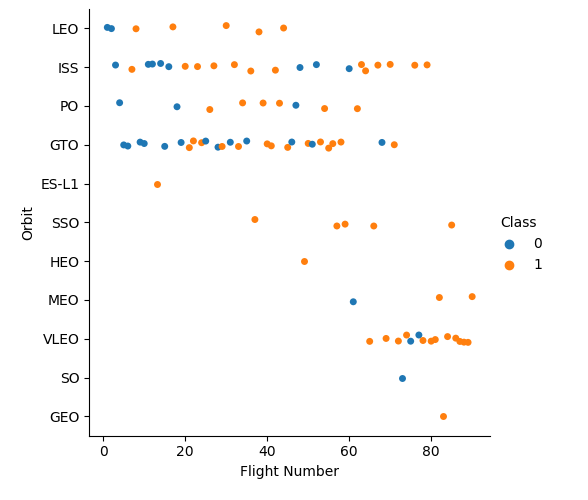 LEO
ISS
PO
GTO
ES-L1
SSO
HEO
MEO
VLEO
SO
GEO
Orbit
0
20
40
60
80
Flight Number
Class
0
1